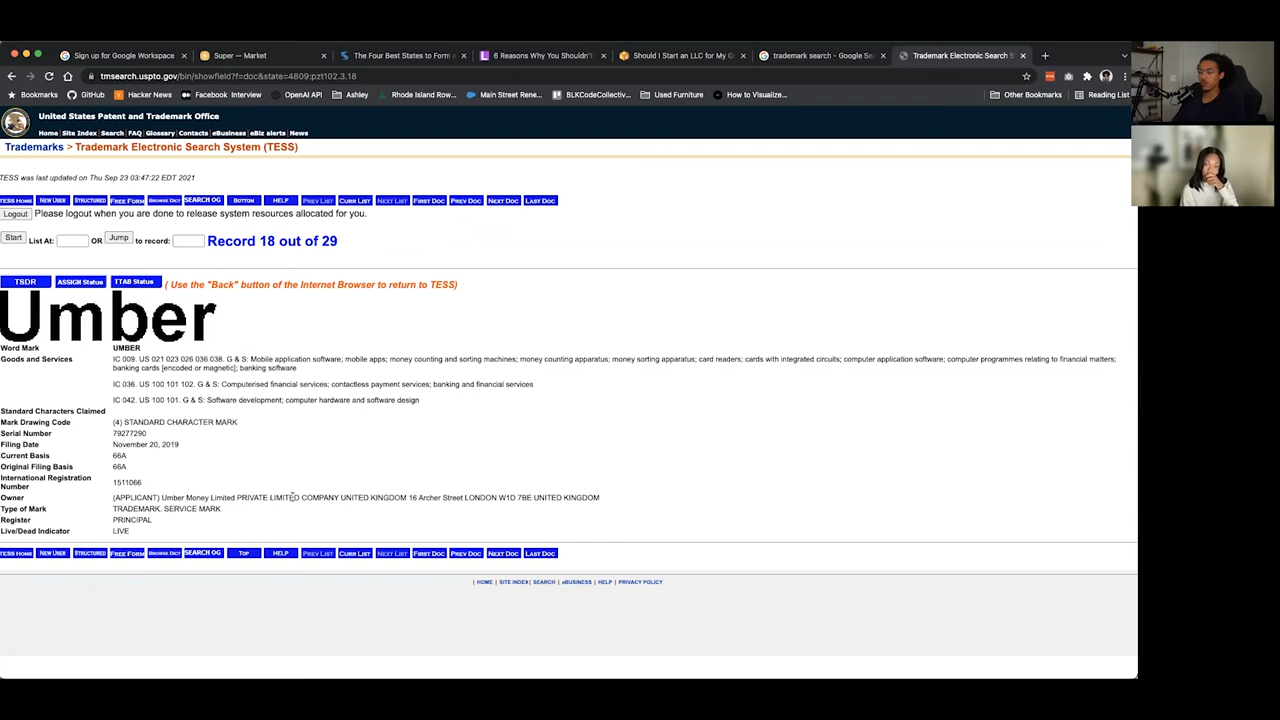 Sign up for Google Workspace
Super — Market
The Four Best States to Form
6 Reasons Why You Shouldn'
Should I Start an LLC for My G
trademark search - Google Se
Trademark Electronic Search S
tmsearch.uspto.gov/bin/showfield?f=doc&state=4809:pzt102.3.18
Bookmarks GitHub Hacker News Facebook Interview OpenAI API Ashley Rhode Island Row... Main Street Rene... BLKCodeCollectiv... Used Furniture How to Visualize... Other Bookmarks Reading List
United States Patent and Trademark Office
Home | Site Index | Search | FAQ | Glossary | Contacts | eBusiness | eBiz alerts | News
Trademarks > Trademark Electronic Search System (TESS)
TESS was last updated on Thu Sep 23 03:47:22 EDT 2021
TESS HOME NEW USER STRUCTURED FREE FORM BROWSE DICT SEARCH OG BOTTOM HELP PREV LIST CURR LIST NEXT LIST FIRST DOC PREV DOC NEXT DOC LAST DOC
Logout Please logout when you are done to release system resources allocated for you.
Start List At: OR Jump to record: Record 18 out of 29
TSDR ASSIGN Status TTAB Status ( Use the "Back" button of the Internet Browser to return to TESS)
Umber
Word Mark UMBER
Goods and Services IC 009. US 021 023 026 036 038. G & S: Mobile application software; mobile apps; money counting and sorting machines; money counting apparatus; money sorting apparatus; card readers; cards with integrated circuits; computer application software; computer programmes relating to financial matters;
banking cards [encoded or magnetic]; banking software
IC 036. US 100 101 102. G & S: Computerised financial services; contactless payment services; banking and financial services
IC 042. US 100 101. G & S: Software development; computer hardware and software design
Standard Characters Claimed
Mark Drawing Code (4) STANDARD CHARACTER MARK
Serial Number 79277290
Filing Date November 20, 2019
Current Basis 66A
Original Filing Basis 66A
International Registration
Number 1511066
Owner (APPLICANT) Umber Money Limited PRIVATE LIMITED COMPANY UNITED KINGDOM 16 Archer Street LONDON W1D 7BE UNITED KINGDOM
Type of Mark TRADEMARK. SERVICE MARK
Register PRINCIPAL
Live/Dead Indicator LIVE
TESS HOME NEW USER STRUCTURED FREE FORM BROWSE DICT SEARCH OG TOP HELP PREV LIST CURR LIST NEXT LIST FIRST DOC PREV DOC NEXT DOC LAST DOC
| HOME | SITE INDEX | SEARCH | eBUSINESS | HELP | PRIVACY POLICY